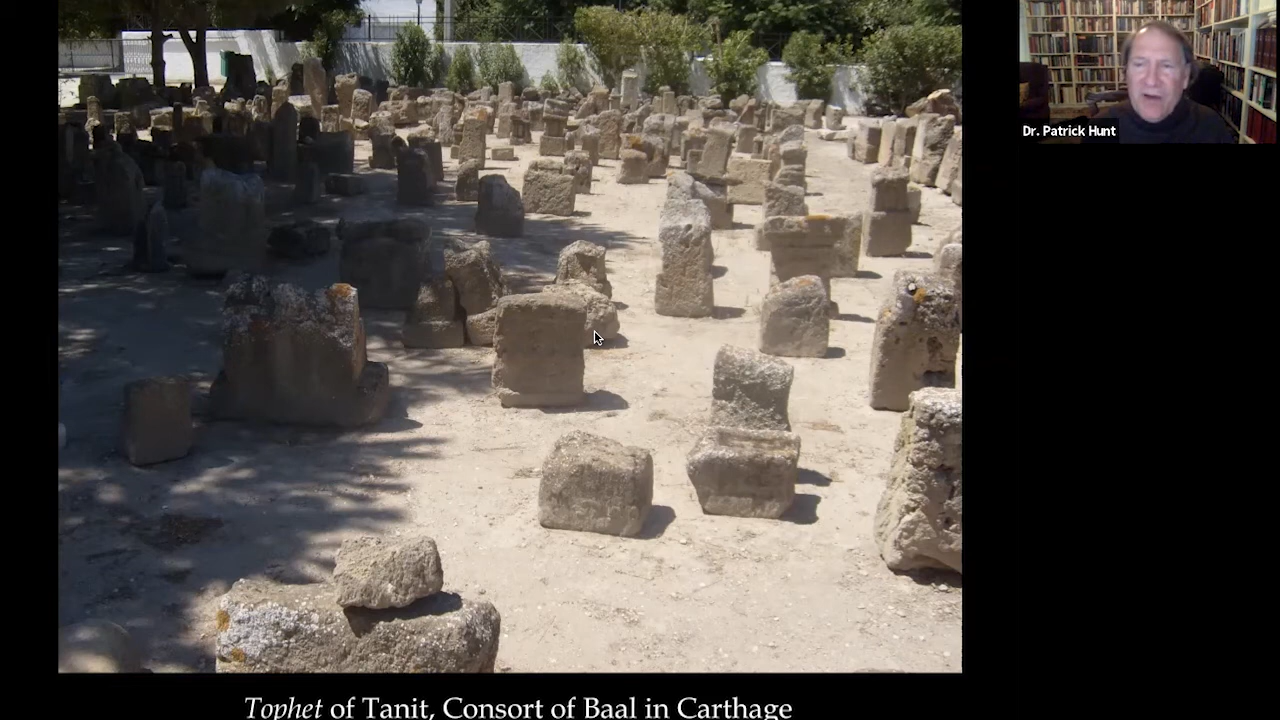 Dr. Patrick Hunt
Tophet of Tanit, Consort of Baal in Carthage